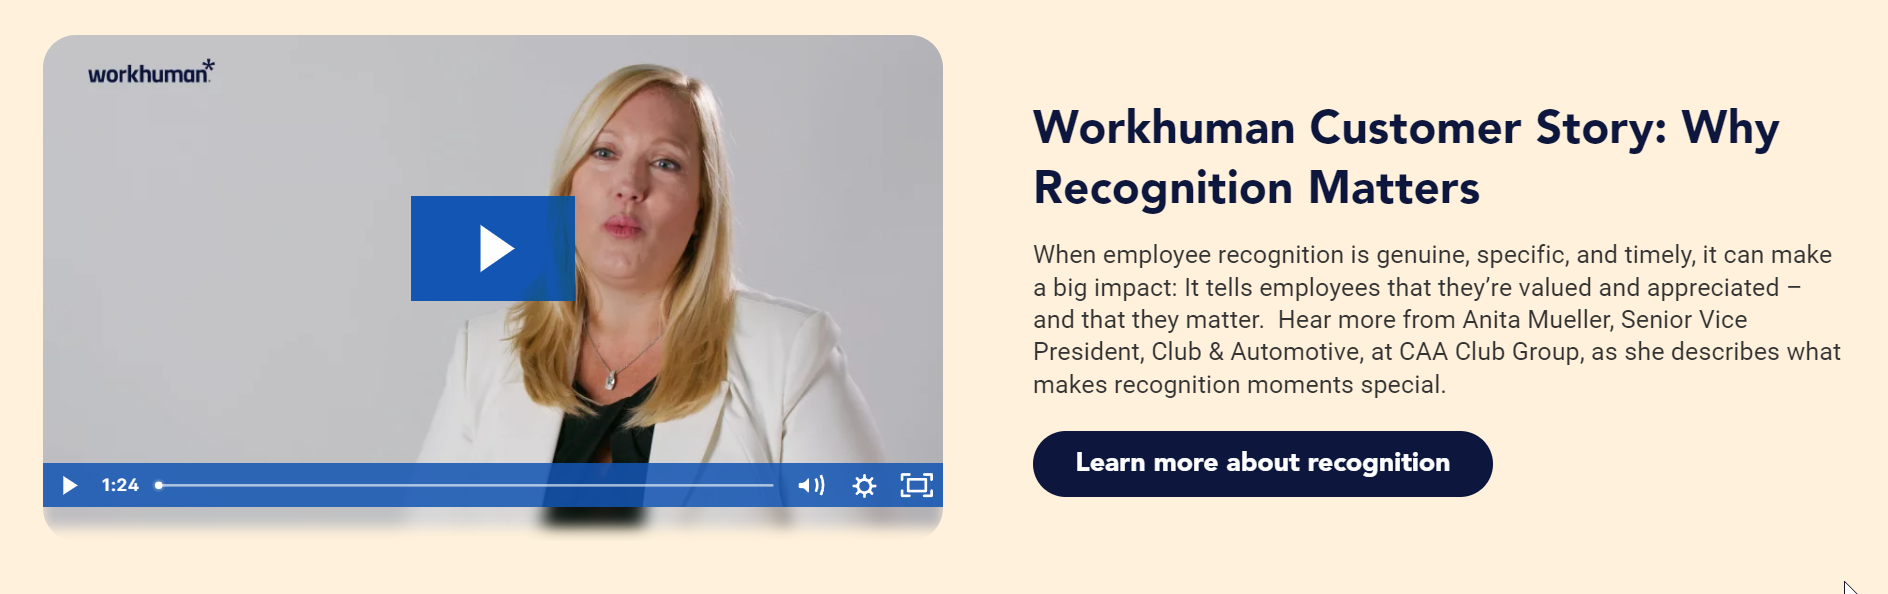 workhuman*
1:24
Workhuman Customer Story: Why
Recognition Matters
When employee recognition is genuine, specific, and timely, it can make
a big impact: It tells employees that they’re valued and appreciated –
and that they matter.  Hear more from Anita Mueller, Senior Vice
President, Club & Automotive, at CAA Club Group, as she describes what
makes recognition moments special.
Learn more about recognition